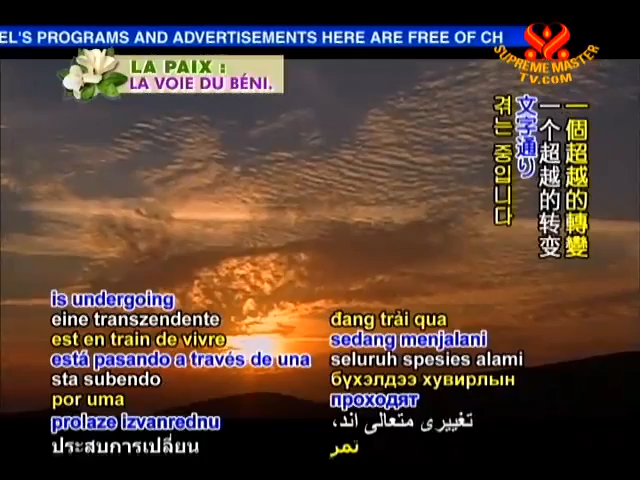 EL'S PROGRAMS AND ADVERTISEMENTS HERE ARE FREE OF CH
SUPREME MASTER
TV.COM
LA PAIX :
LA VOIE DU BÉNI.
一個超越的轉變
一个超越的转变
文字通り
겪는 중입니다
is undergoing
eine transzendente
est en train de vivre
está pasando a través de una
sta subendo
por uma
prolaze izvanrednu
ประสบการเปลี่ยน
đang trải qua
sedang menjalani
seluruh spesies alami
бүхэлдээ хувирлын
проходят
تغییری متعالی اند،
تمر